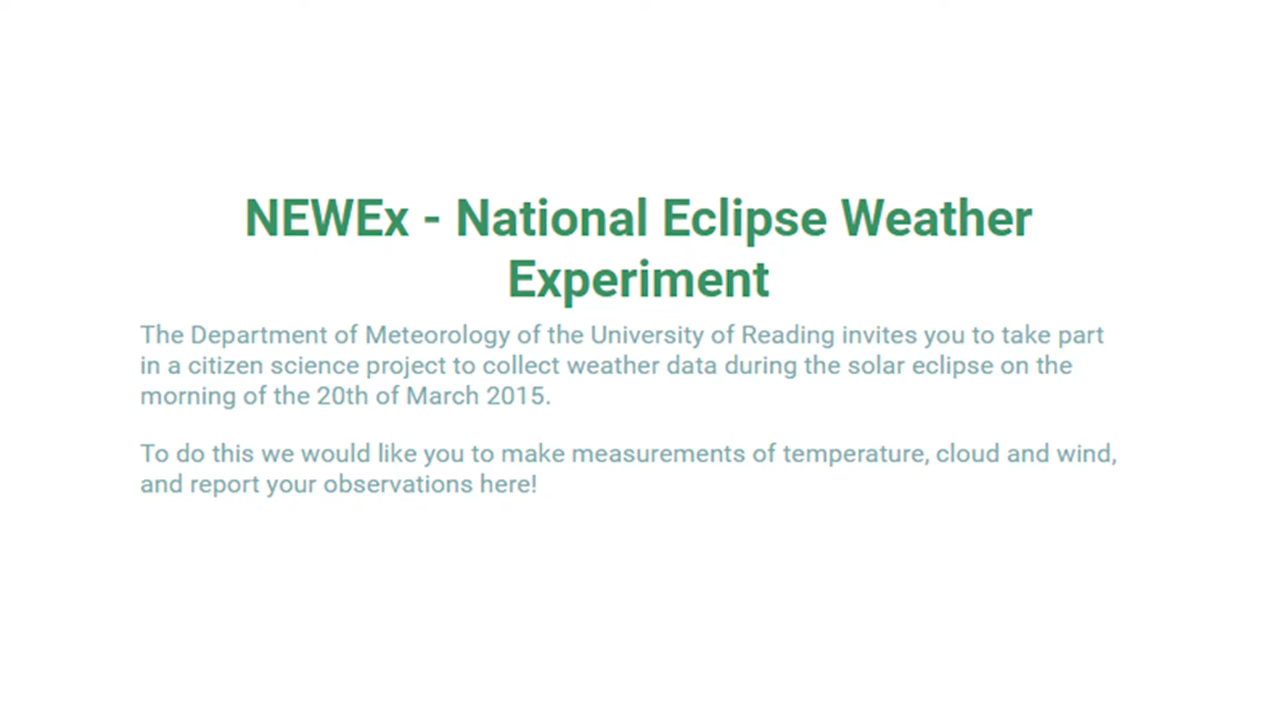 NEWEx - National Eclipse Weather
Experiment
The Department of Meteorology of the University of Reading invites you to take part
in a citizen science project to collect weather data during the solar eclipse on the
morning of the 20th of March 2015.
To do this we would like you to make measurements of temperature, cloud and wind,
and report your observations here!